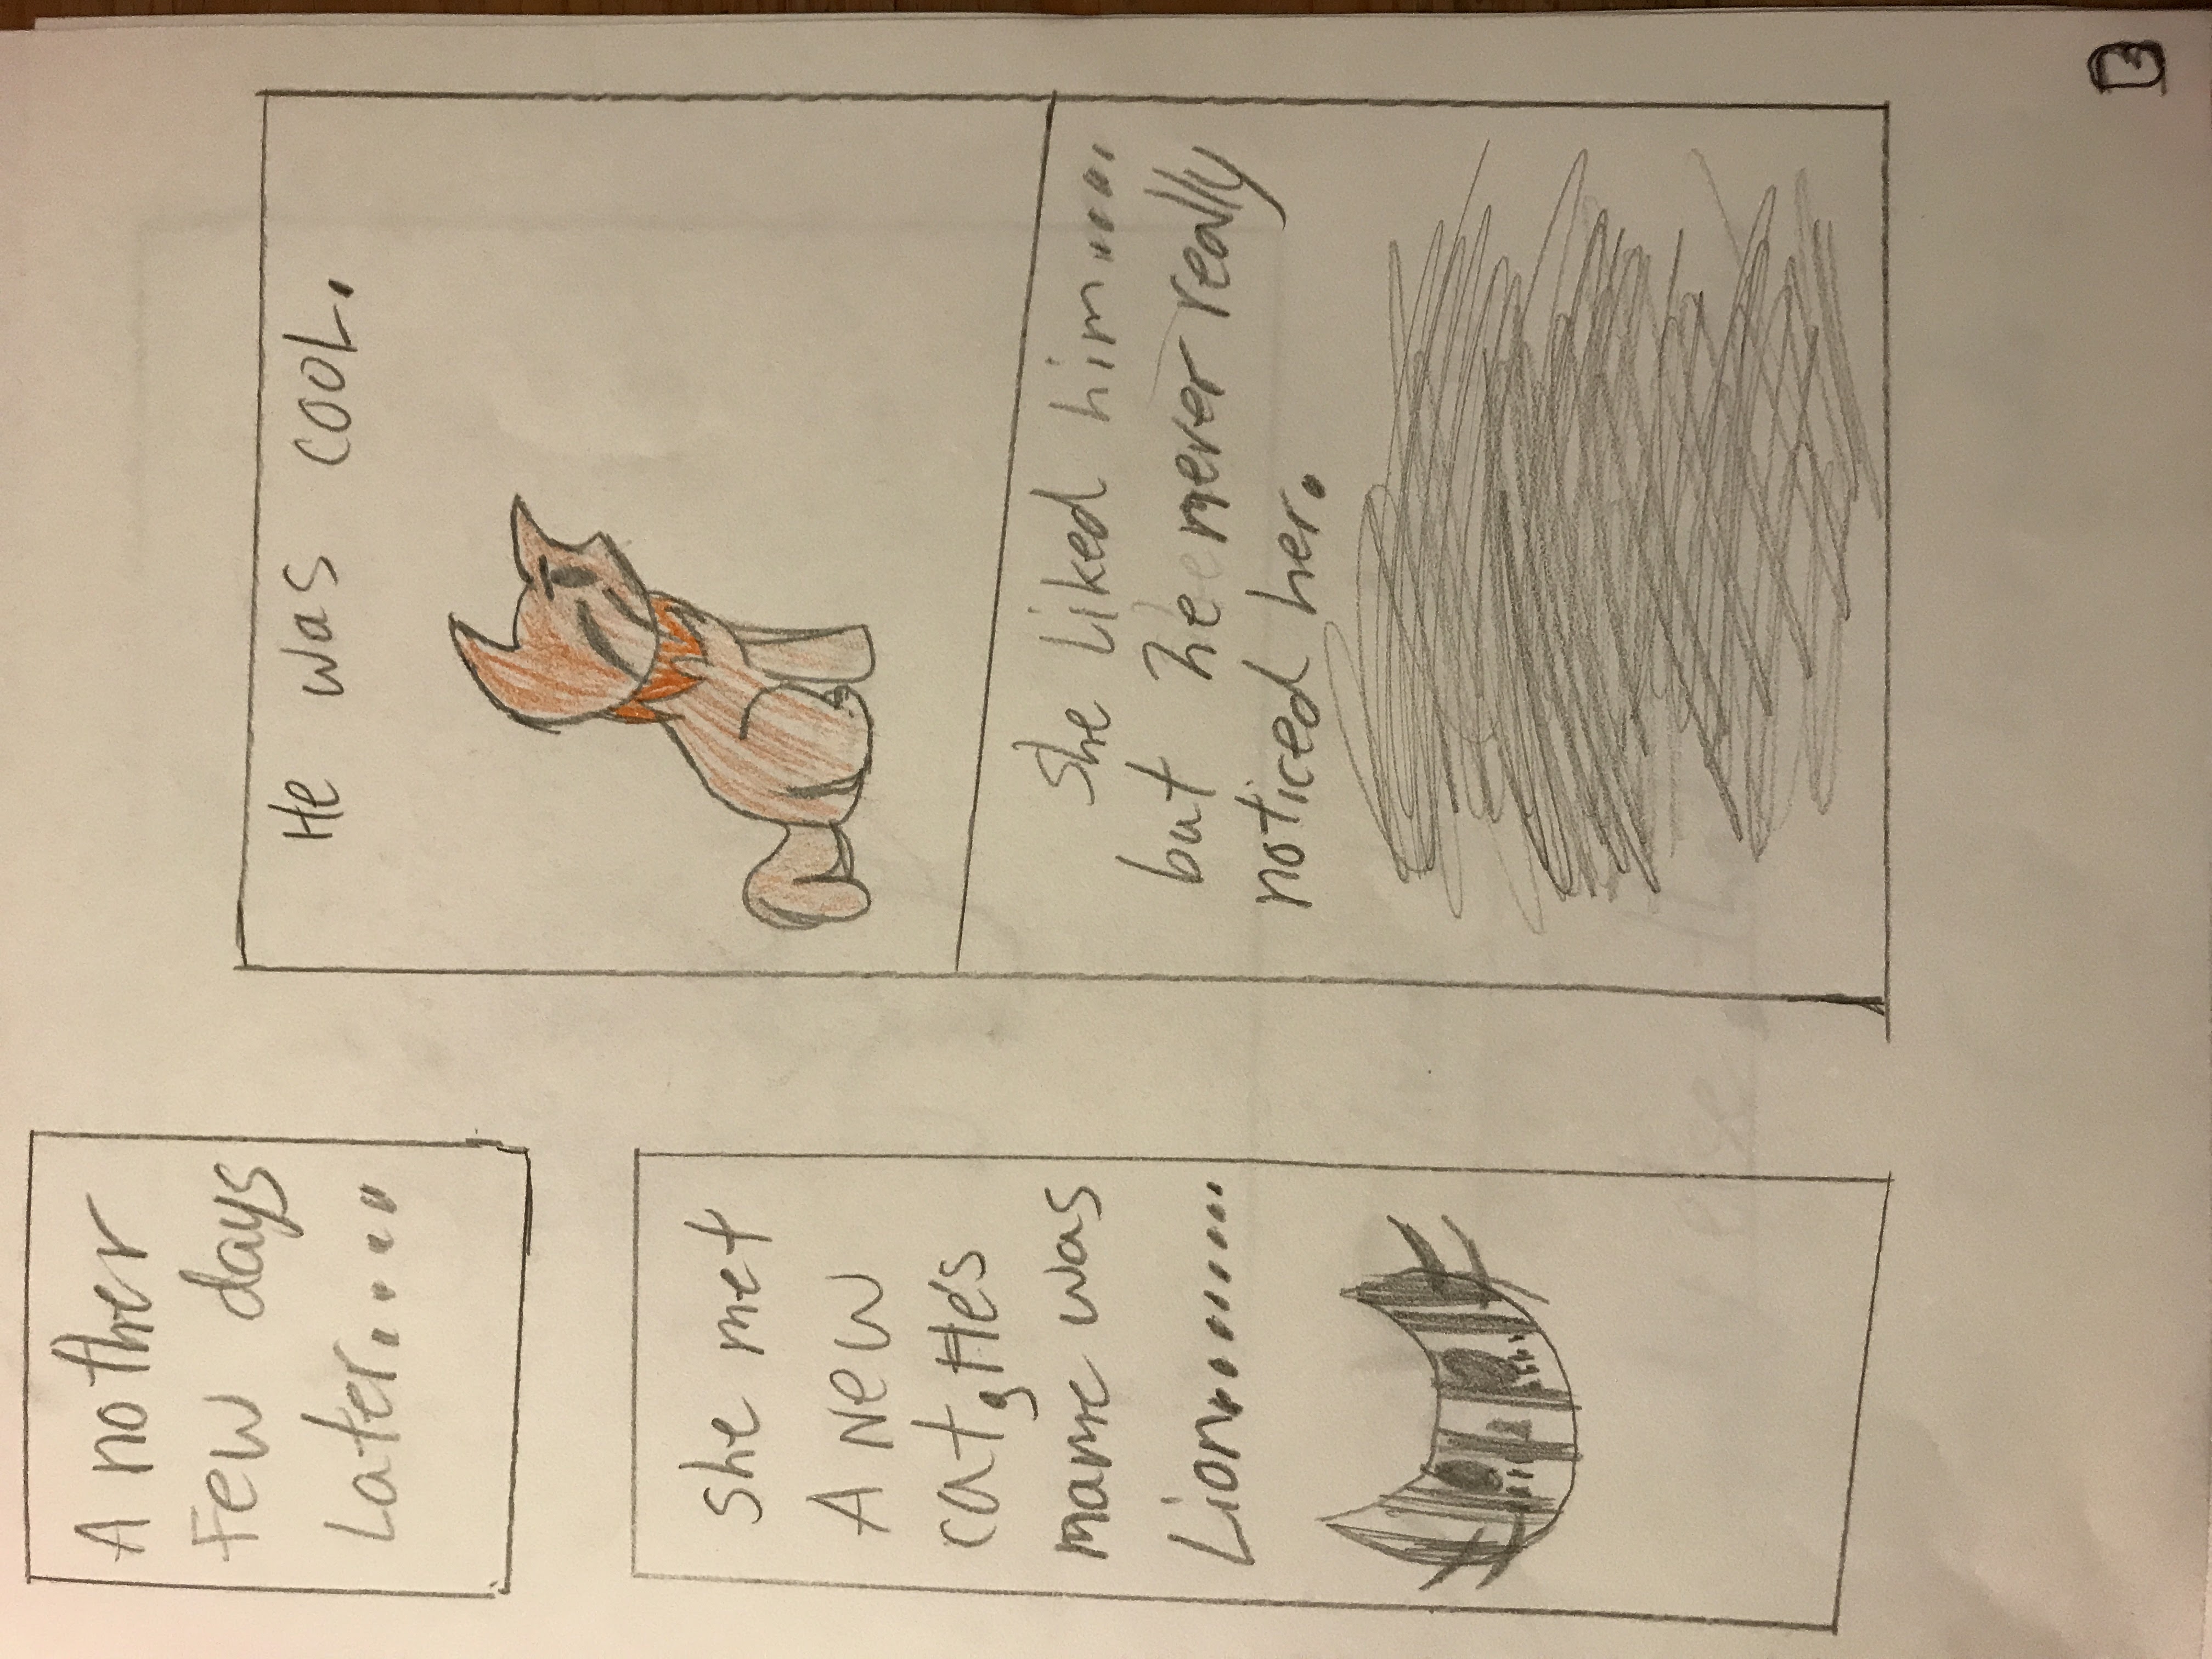 A nother
Few days
Later....
she met
A New
cat,He's
name was
Lion.........
He was cool.
She liked him.....
but he never really
noticed her.
3